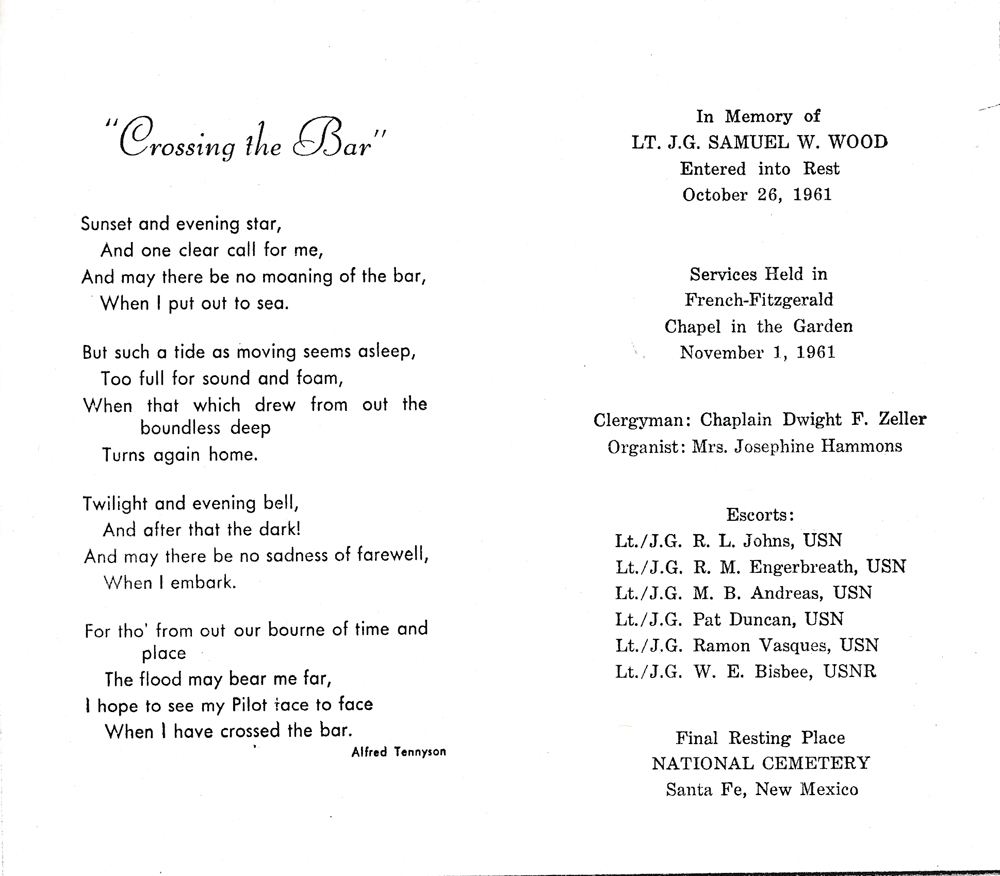 "Crossing the Bar"
Sunset and evening star,
And one clear call for me,
And may there be no moaning of the bar,
When I put out to sea.
But such a tide as moving seems asleep,
Too full for sound and foam,
When that which drew from out the
boundless deep
Turns again home.
Twilight and evening bell,
And after that the dark!
And may there be no sadness of farewell,
When I embark.
For tho' from out our bourne of time and
place
The flood may bear me far,
I hope to see my Pilot face to face
When I have crossed the bar.
Alfred Tennyson
In Memory of
LT. J.G. SAMUEL W. WOOD
Entered into Rest
October 26, 1961
Services Held in
French-Fitzgerald
Chapel in the Garden
November 1, 1961
Clergyman: Chaplain Dwight F. Zeller
Organist: Mrs. Josephine Hammons
Escorts:
Lt./J.G. R. L. Johns, USN
Lt./J.G. R. M. Engerbreath, USN
Lt./J.G. M. B. Andreas, USN
Lt./J.G. Pat Duncan, USN
Lt./J.G. Ramon Vasques, USN
Lt./J.G. W. E. Bisbee, USNR
Final Resting Place
NATIONAL CEMETERY
Santa Fe, New Mexico